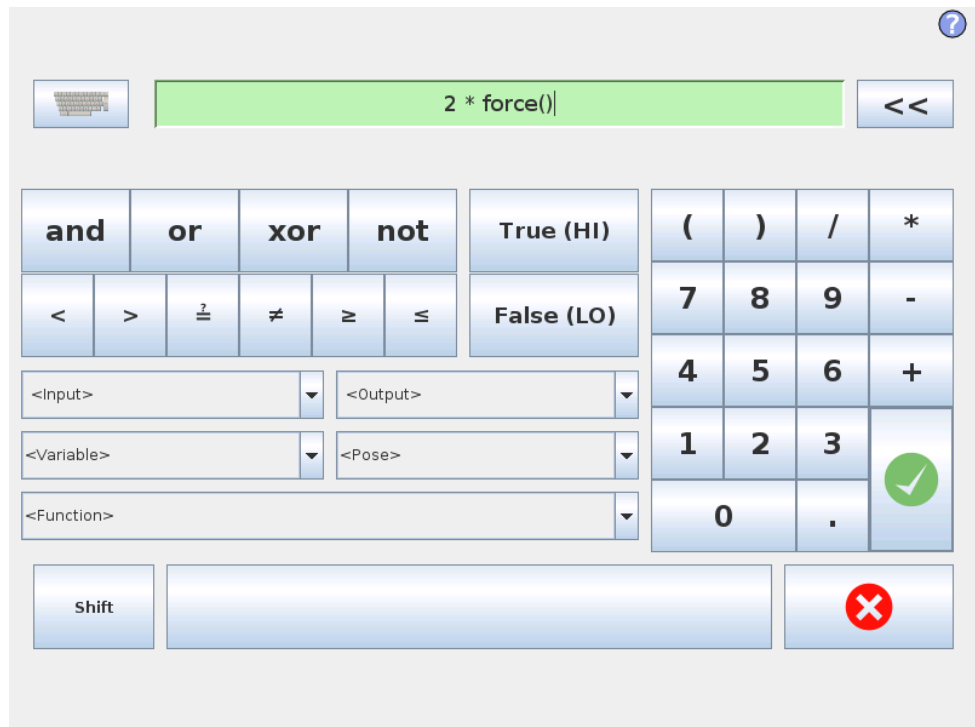 ?
2 * force()
<<
and or xor not True (HI) ( ) / *
< > ≟ ≠ ≥ ≤ False (LO) 7 8 9 -
<Input> <Output> 4 5 6 +
<Variable> <Pose> 1 2 3
<Function> 0 .
Shift